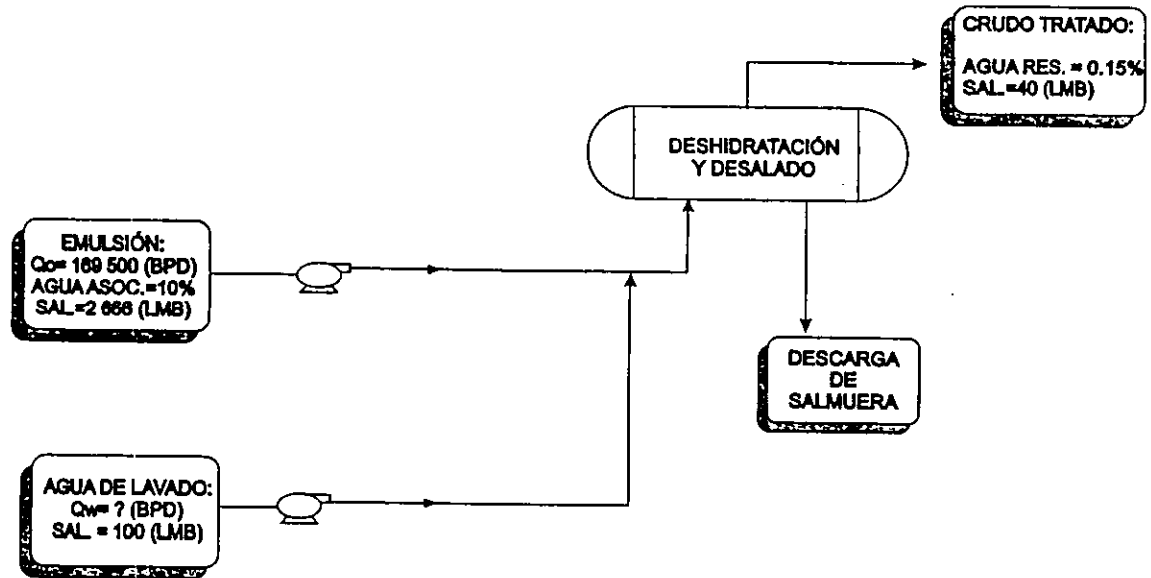 CRUDO TRATADO:
AGUA RES. = 0.15%
SAL.=40 (LMB)
DESHIDRATACIÓN
Y DESALADO
EMULSIÓN:
Qo= 169 500 (BPD)
AGUA ASOC.=10%
SAL.=2 666 (LMB)
DESCARGA
DE
SALMUERA
AGUA DE LAVADO:
Qw= ? (BPD)
SAL. = 100 (LMB)